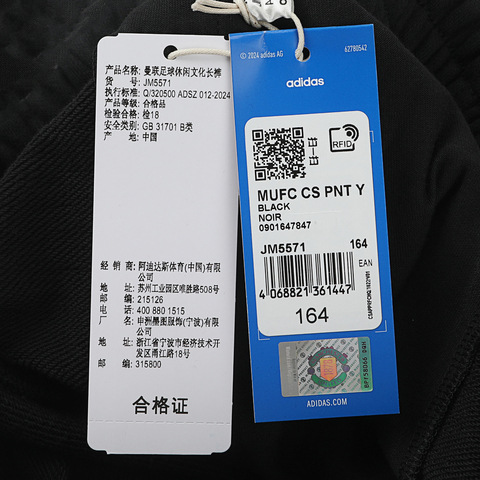 产品名称: 曼联足球休闲文化长裤
货 号: JM5571
执行标准: Q/320500 ADSZ 012-2024
产品等级: 合格品
检验合格: 检18
安全类别: GB 31701 B类
产 地: 中国
经 销 商: 阿迪达斯体育(中国)有限公司
地 址: 苏州工业园区唯胜路508号
邮 编: 215126
电 话: 400 880 1515
厂 名: 申洲墨图服饰(宁波)有限公司
地 址: 浙江省宁波市经济技术开发区甬江路18号
邮 编: 315800
合格证
© 2024 adidas AG
62780542
adidas
RFID
MUFC CS PNT Y
BLACK
NOIR
0901647847
JM5571 164
EAN
4 068821 361447
164
ADIDAS.COM